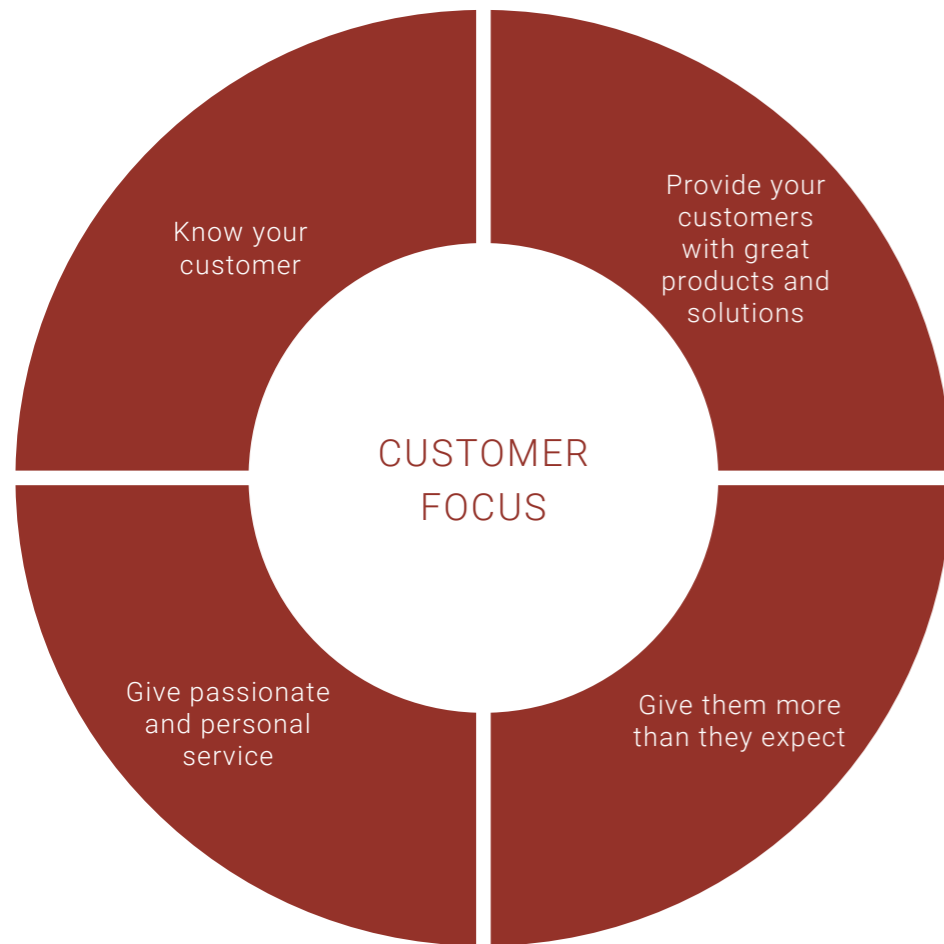 Know your
customer
Provide your
customers
with great
products and
solutions
CUSTOMER
FOCUS
Give passionate
and personal
service
Give them more
than they expect